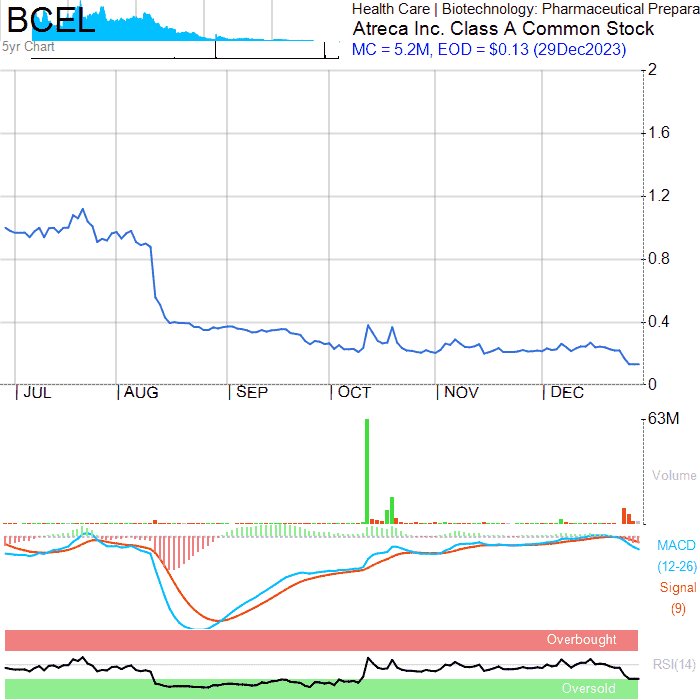 BCEL
Health Care | Biotechnology: Pharmaceutical Prepara
Atreca Inc. Class A Common Stock
5yr Chart
MC = 5.2M, EOD = $0.13 (29Dec2023)
2
1.6
1.2
0.8
0.4
0
JUL
AUG
SEP
OCT
NOV
DEC
63M
Volume
MACD
(12-26)
Signal
(9)
Overbought
RSI(14)
Oversold